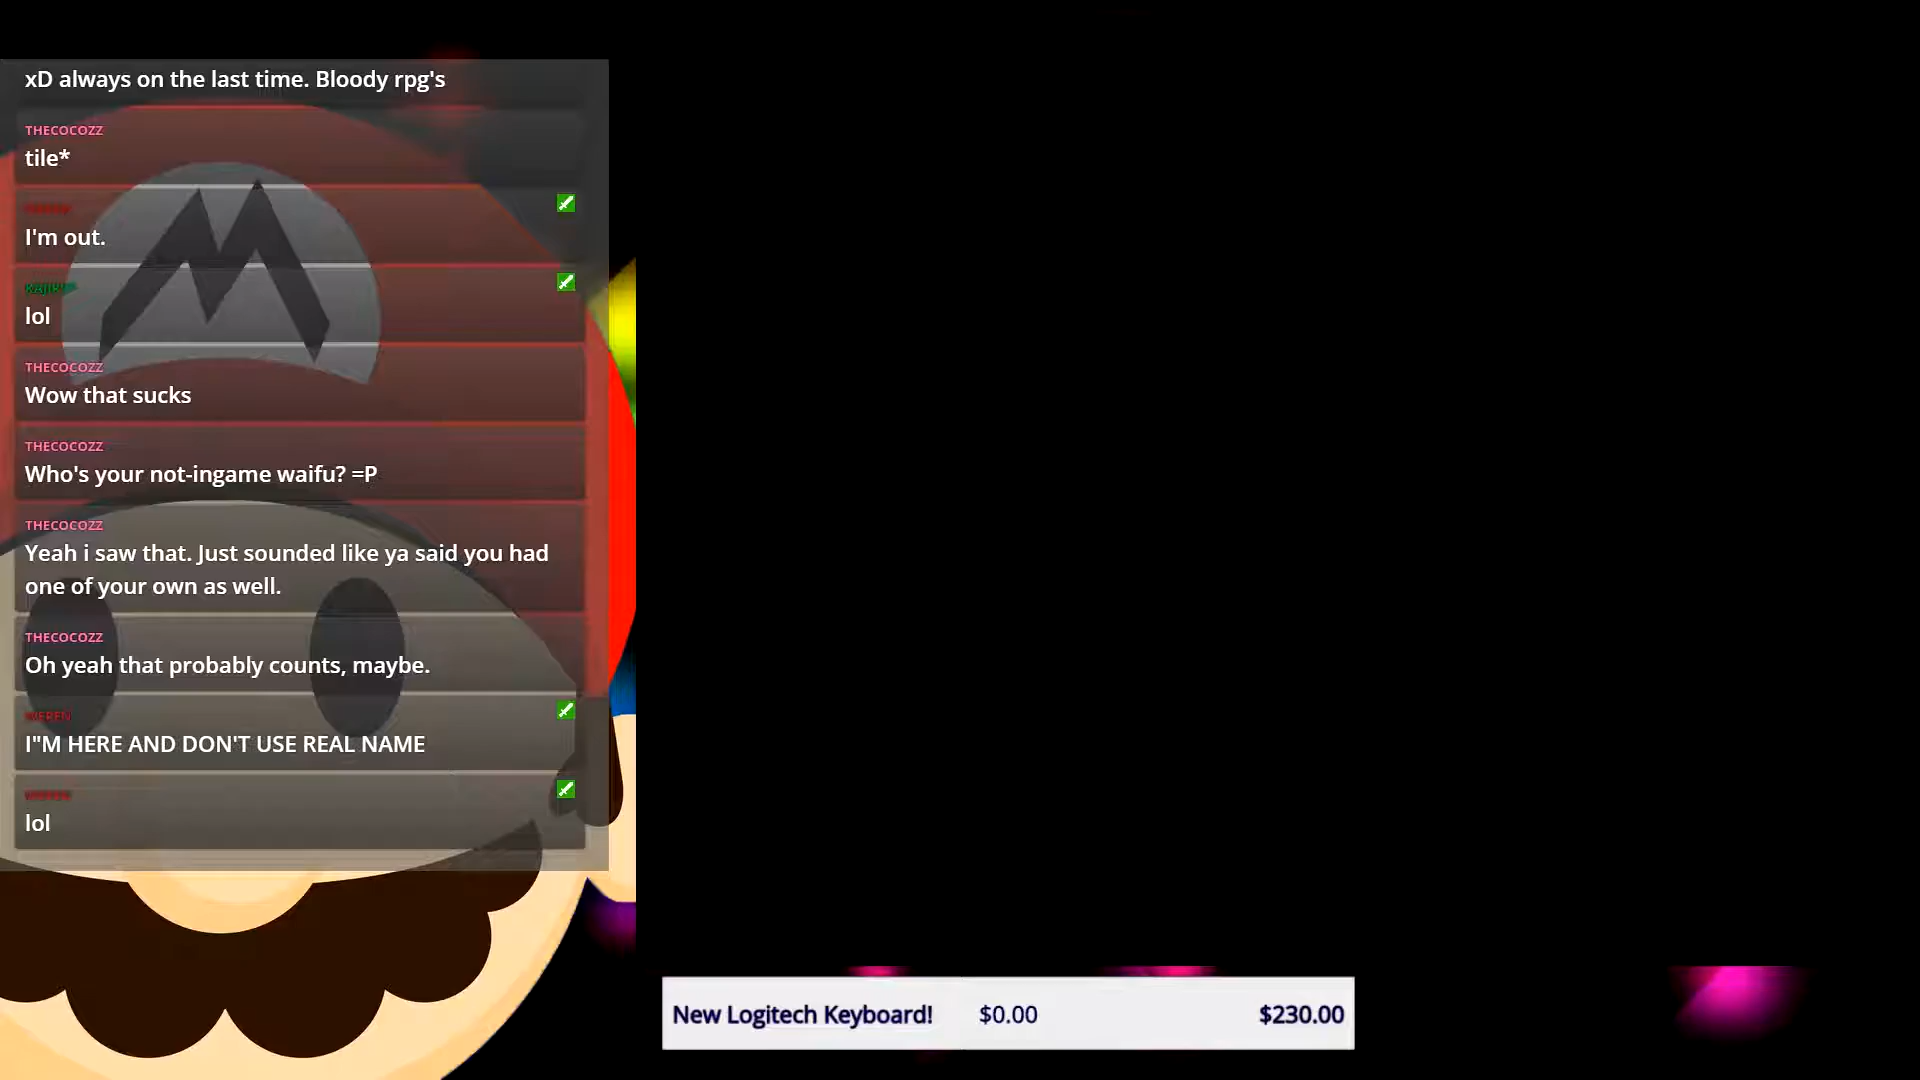 xD always on the last time. Bloody rpg's
THECOCOZZ
tile*
I'm out.
lol
THECOCOZZ
Wow that sucks
THECOCOZZ
Who's your not-ingame waifu? =P
THECOCOZZ
Yeah i saw that. Just sounded like ya said you had
one of your own as well.
THECOCOZZ
Oh yeah that probably counts, maybe.
WEREN
I"M HERE AND DON'T USE REAL NAME
WEREN
lol
M
New Logitech Keyboard! $0.00 $230.00